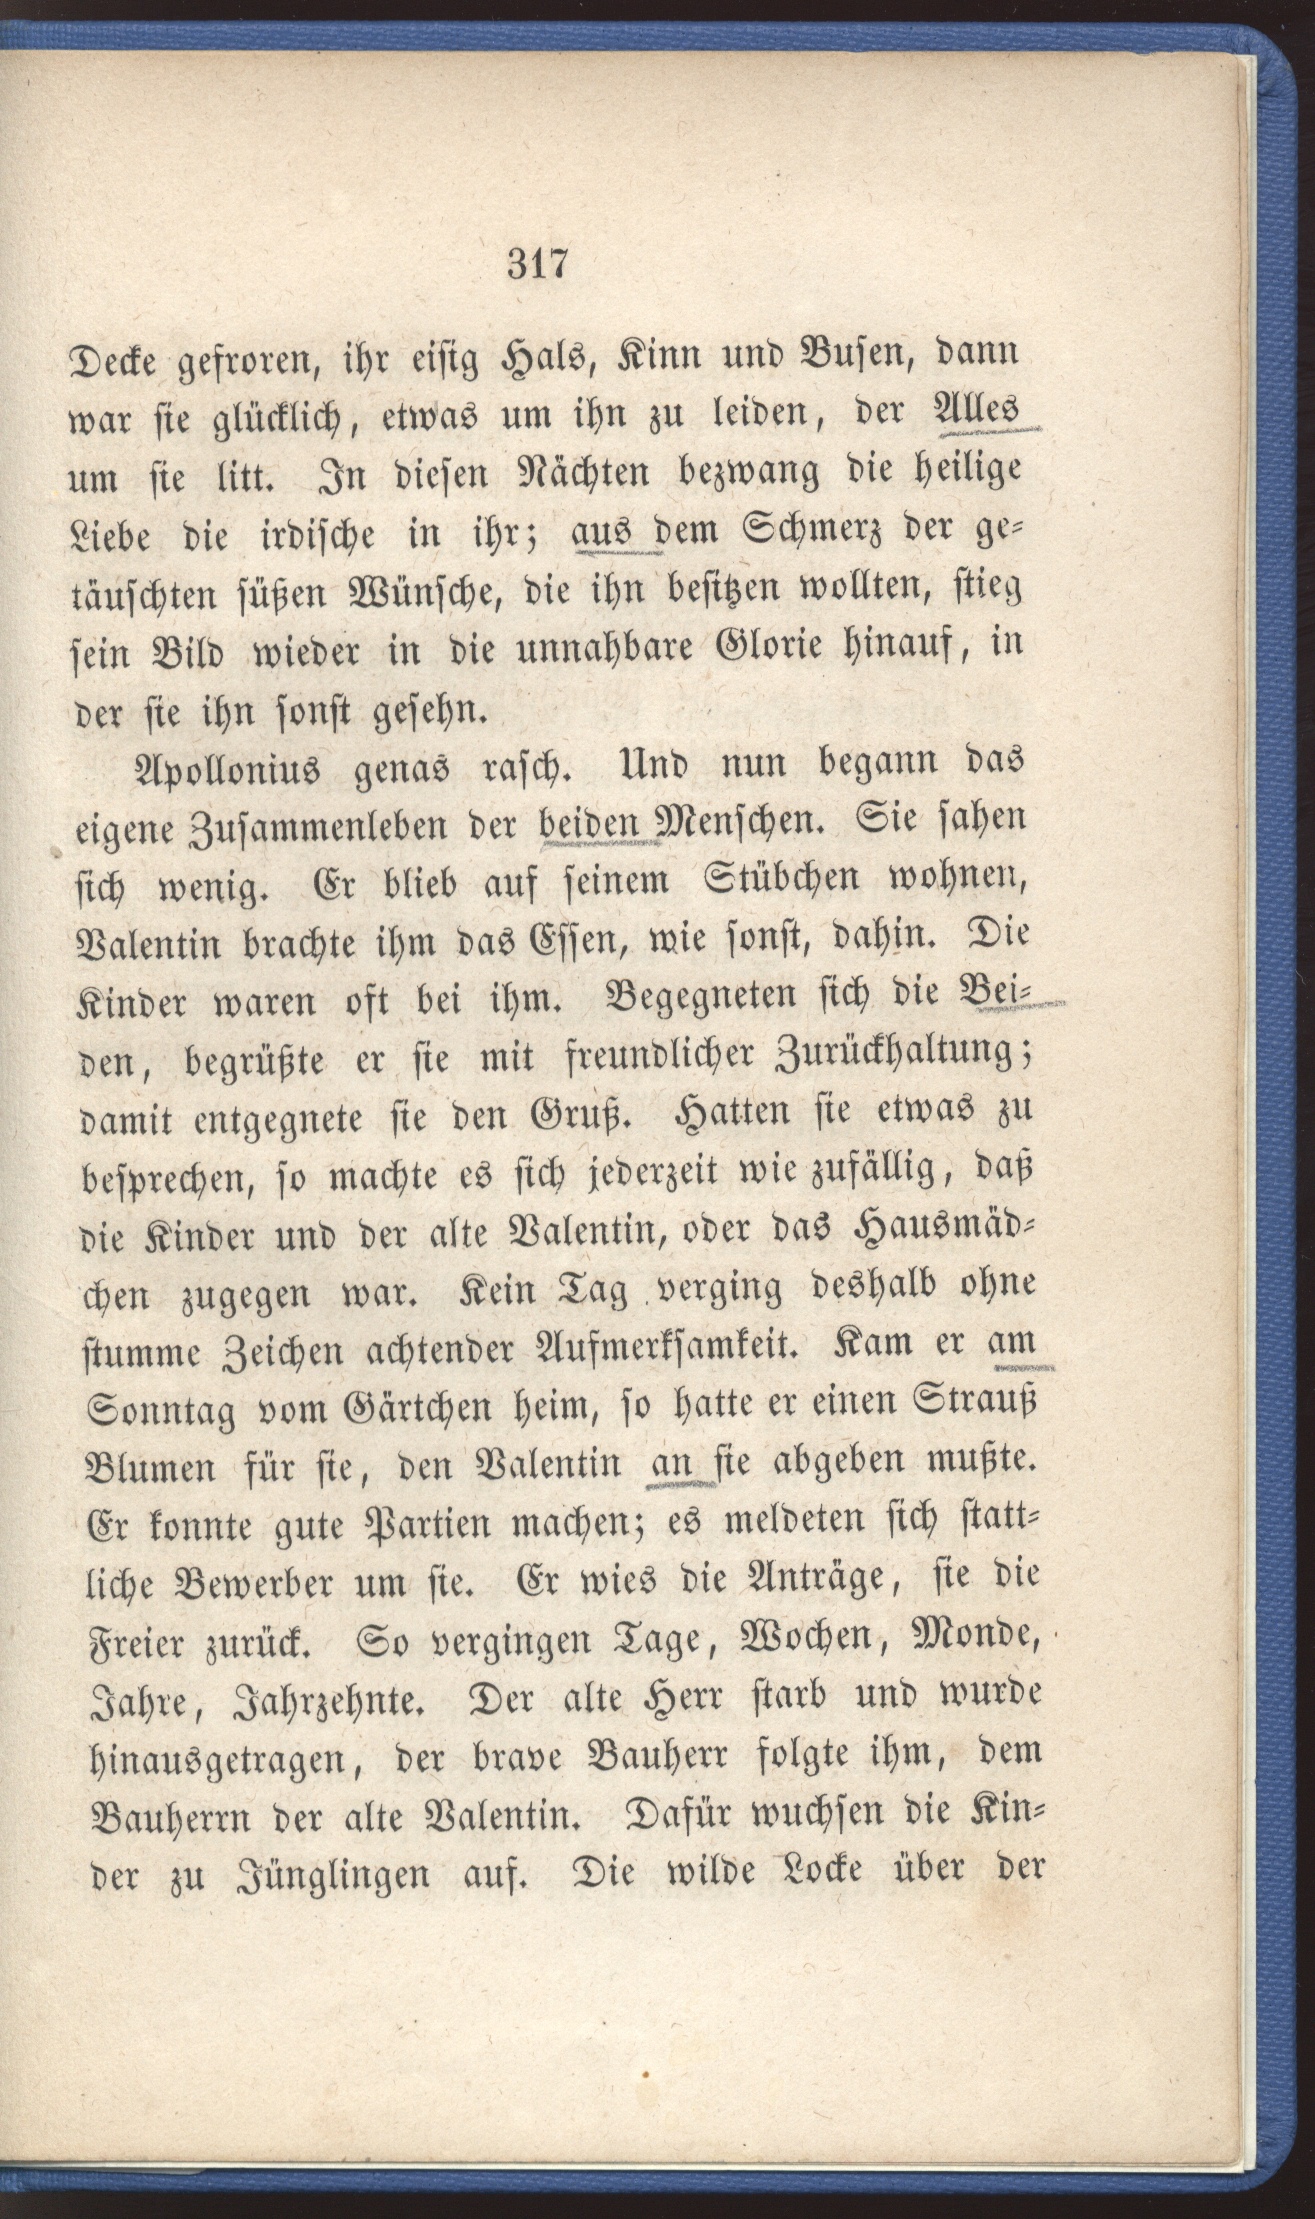 317
Decke gefroren, ihr eisig Hals, Kinn und Busen, dann
war sie glücklich, etwas um ihn zu leiden, der Alles
um sie litt. In diesen Nächten bezwang die heilige
Liebe die irdische in ihr; aus dem Schmerz der ge-
täuschten süßen Wünsche, die ihn besitzen wollten, stieg
sein Bild wieder in die unnahbare Glorie hinauf, in
der sie ihn sonst gesehn.
Apollonius genas rasch. Und nun begann das
eigene Zusammenleben der beiden Menschen. Sie sahen
sich wenig. Er blieb auf seinem Stübchen wohnen,
Valentin brachte ihm das Essen, wie sonst, dahin. Die
Kinder waren oft bei ihm. Begegneten sich die Bei-
den, begrüßte er sie mit freundlicher Zurückhaltung;
damit entgegnete sie den Gruß. Hatten sie etwas zu
besprechen, so machte es sich jederzeit wie zufällig, daß
die Kinder und der alte Valentin, oder das Hausmäd-
chen zugegen war. Kein Tag verging deshalb ohne
stumme Zeichen achtender Aufmerksamkeit. Kam er am
Sonntag vom Gärtchen heim, so hatte er einen Strauß
Blumen für sie, den Valentin an sie abgeben mußte.
Er konnte gute Partien machen; es meldeten sich statt-
liche Bewerber um sie. Er wies die Anträge, sie die
Freier zurück. So vergingen Tage, Wochen, Monde,
Jahre, Jahrzehnte. Der alte Herr starb und wurde
hinausgetragen, der brave Bauherr folgte ihm, dem
Bauherrn der alte Valentin. Dafür wuchsen die Kin-
der zu Jünglingen auf. Die wilde Locke über der